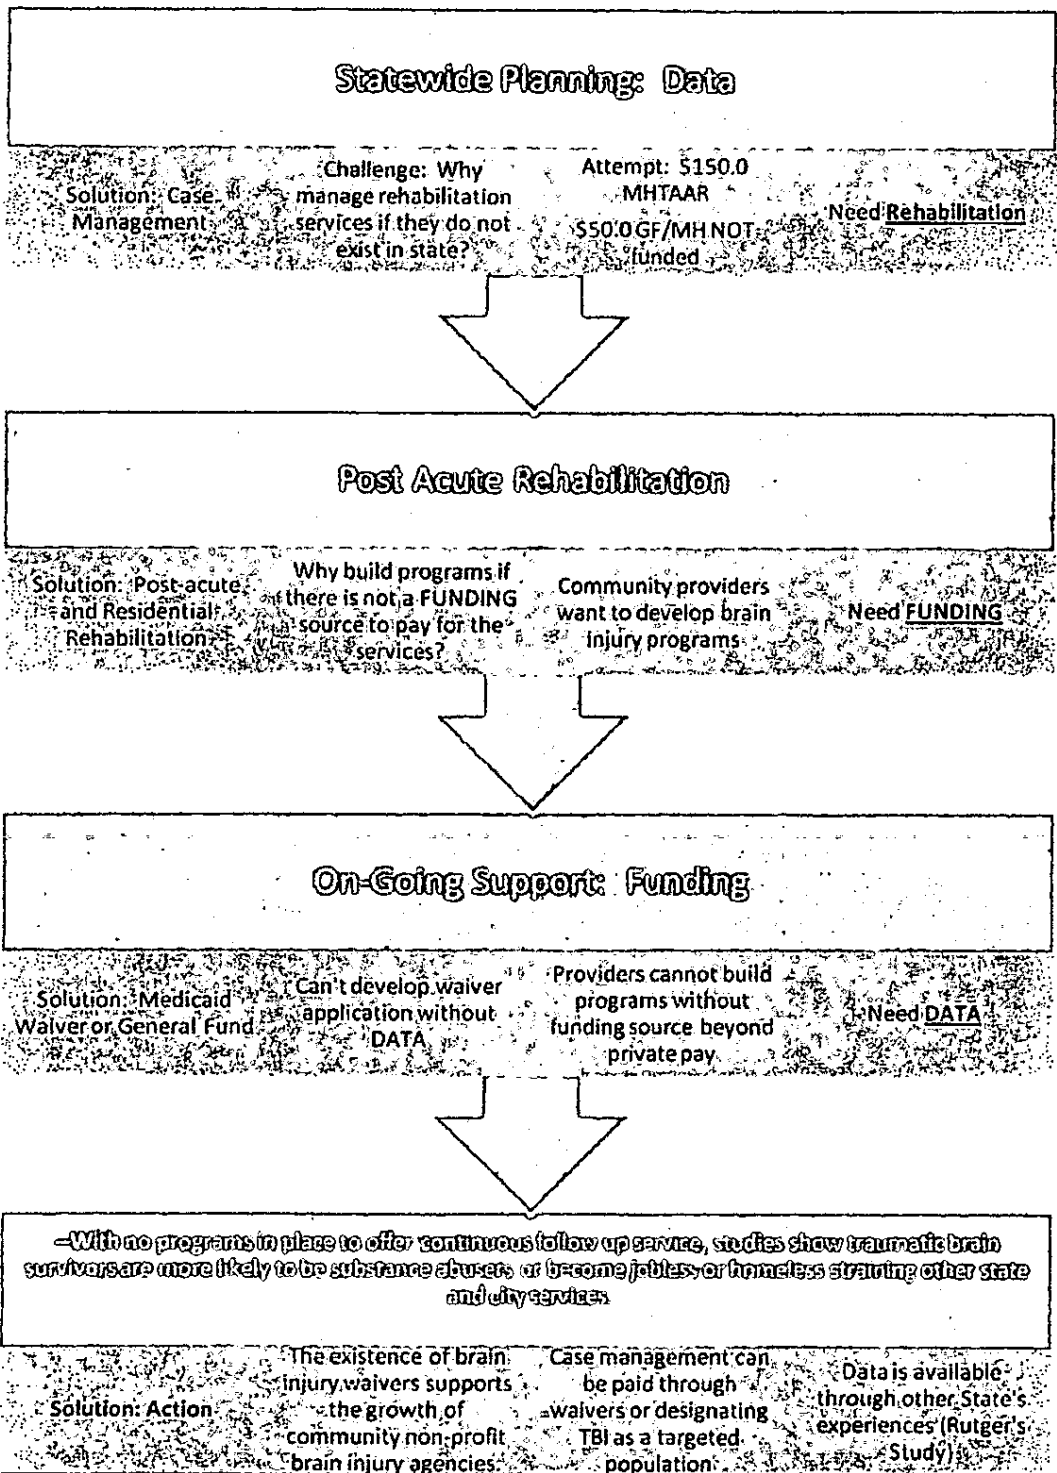 Statewide Planning: Data
Solution: Case
Management
Challenge: Why
manage rehabilitation
services if they do not
exist in state?
Attempt: $150.0
MHTAAR
$50.0 GF/MH NOT
funded
Need Rehabilitation
Post Acute Rehabilitation
Solution: Post-acute
and Residential
Rehabilitation
Why build programs if
there is not a FUNDING
source to pay for the
services?
Community providers
want to develop brain
injury programs
Need FUNDING
On-Going Support: Funding
Solution: Medicaid
Waiver or General Fund
Can't develop waiver
application without
DATA
Providers cannot build
programs without
funding source beyond
private pay
Need DATA
–With no programs in place to offer continuous follow up service, studies show traumatic brain
survivors are more likely to be substance abusers or become jobless or homeless straining other state
and city services
Solution: Action
The existence of brain
injury waivers supports
the growth of
community non-profit
brain injury agencies.
Case management can
be paid through
waivers or designating
TBI as a targeted
population
Data is available
through other State's
experiences (Rutger's
Study)